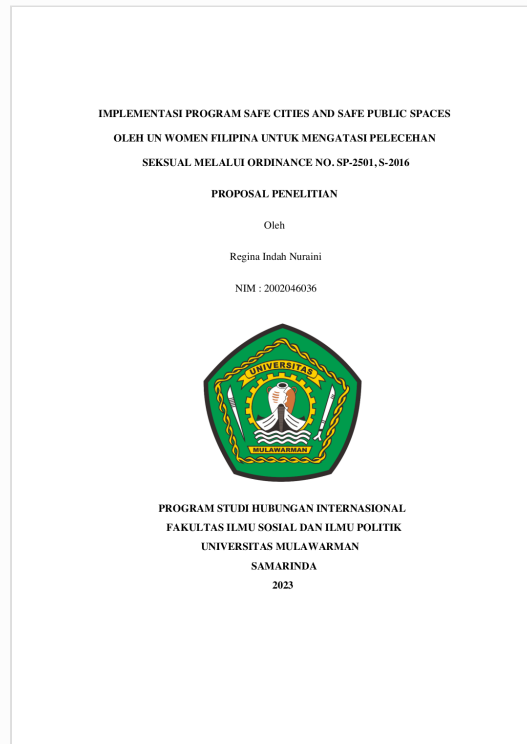 IMPLEMENTASI PROGRAM SAFE CITIES AND SAFE PUBLIC SPACES
OLEH UN WOMEN FILIPINA UNTUK MENGATASI PELECEHAN
SEKSUAL MELALUI ORDINANCE NO. SP-2501, S-2016
PROPOSAL PENELITIAN
Oleh
Regina Indah Nuraini
NIM : 2002046036
UNIVERSITAS
MULAWARMAN
PROGRAM STUDI HUBUNGAN INTERNASIONAL
FAKULTAS ILMU SOSIAL DAN ILMU POLITIK
UNIVERSITAS MULAWARMAN
SAMARINDA
2023